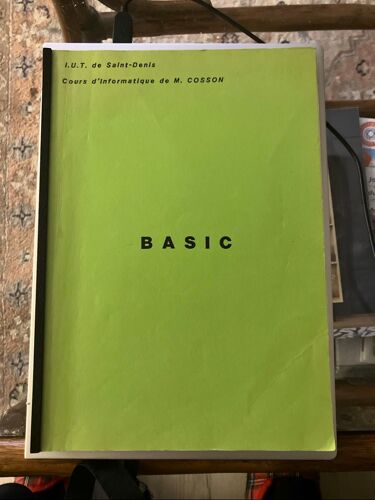 I.U.T. de Saint-Denis
Cours d'Informatique de M. COSSON
BASIC